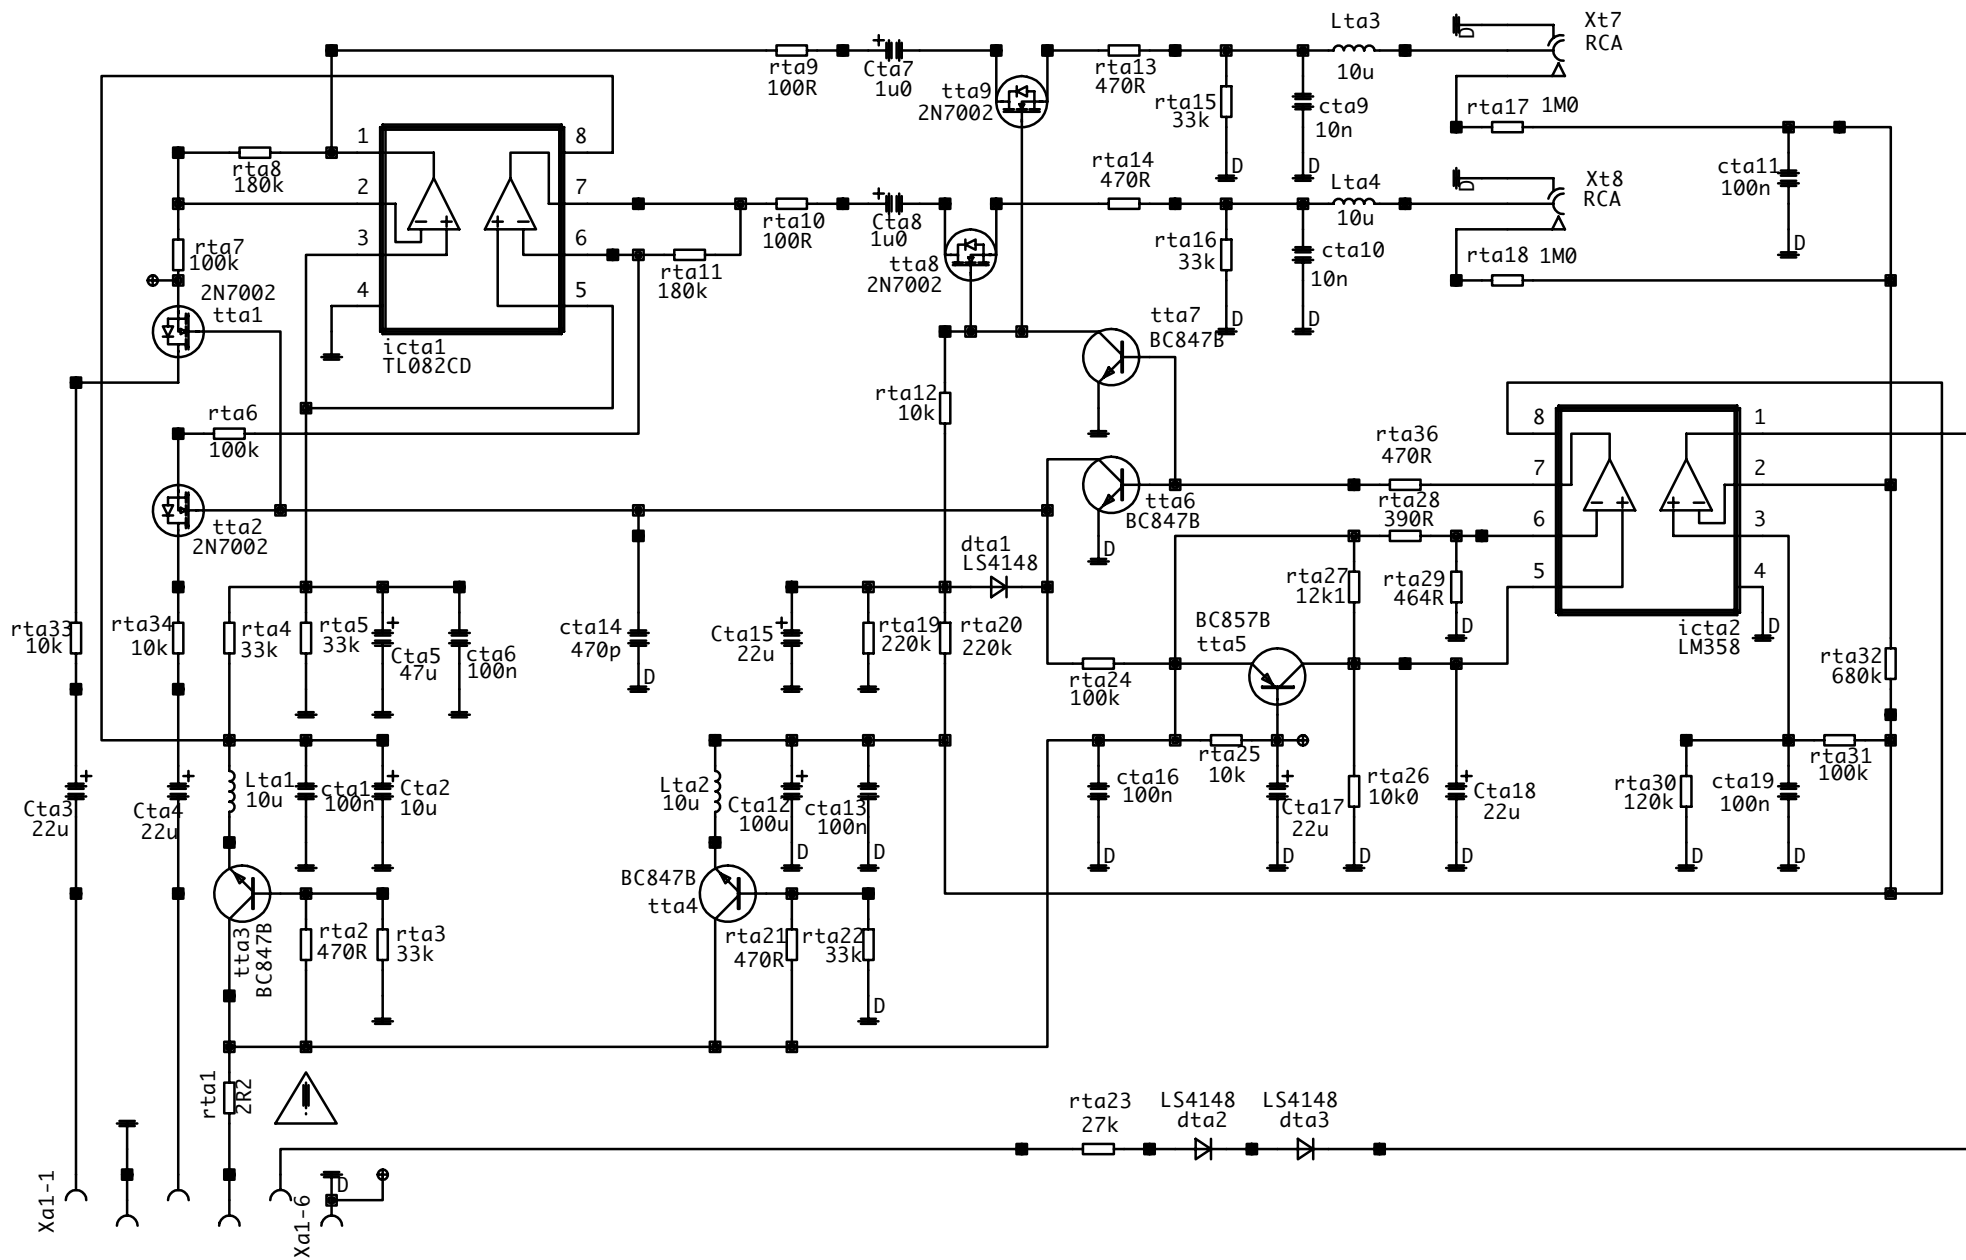 Lta3
Xt7
RCA
D
10u
rta9
100R
+
Cta7
1u0
tta9
2N7002
rta13
470R
rta15
33k
cta9
10n
rta17
1M0
1
8
rta8
180k
2
7
3
6
4
5
rta7
100k
2N7002
tta1
icta1
TL082CD
rta10
100R
+
Cta8
1u0
rta11
180k
tta8
2N7002
rta14
470R
D
D
Lta4
10u
D
Xt8
RCA
cta11
100n
D
rta16
33k
cta10
10n
rta18
1M0
D
D
tta7
BC847B
rta12
10k
rta6
100k
tta2
2N7002
tta6
BC847B
D
dta1
LS4148
rta36
470R
rta28
390R
8
1
7
2
6
3
5
4
icta2
LM358
D
rta27
12k1
rta29
464R
D
BC857B
tta5
rta33
10k
rta34
10k
rta4
33k
rta5
33k
+
Cta5
47u
cta6
100n
cta14
470p
D
Cta15
+
22u
rta19
220k
rta20
220k
rta24
100k
rta32
680k
+
Cta3
22u
+
Cta4
22u
Lta1
10u
cta1
100n
+
Cta2
10u
Lta2
10u
+
Cta12
100u
D
cta13
100n
D
cta16
100n
D
rta25
10k
+
Cta17
22u
D
rta26
10k0
D
+
Cta18
22u
D
rta30
120k
D
cta19
100n
D
rta31
100k
tta3
BC847B
rta2
470R
rta3
33k
BC847B
tta4
rta21
470R
rta22
33k
D
rta1
2R2
!
rta23
27k
LS4148
dta2
LS4148
dta3
Xa1-1
Xa1-6
D